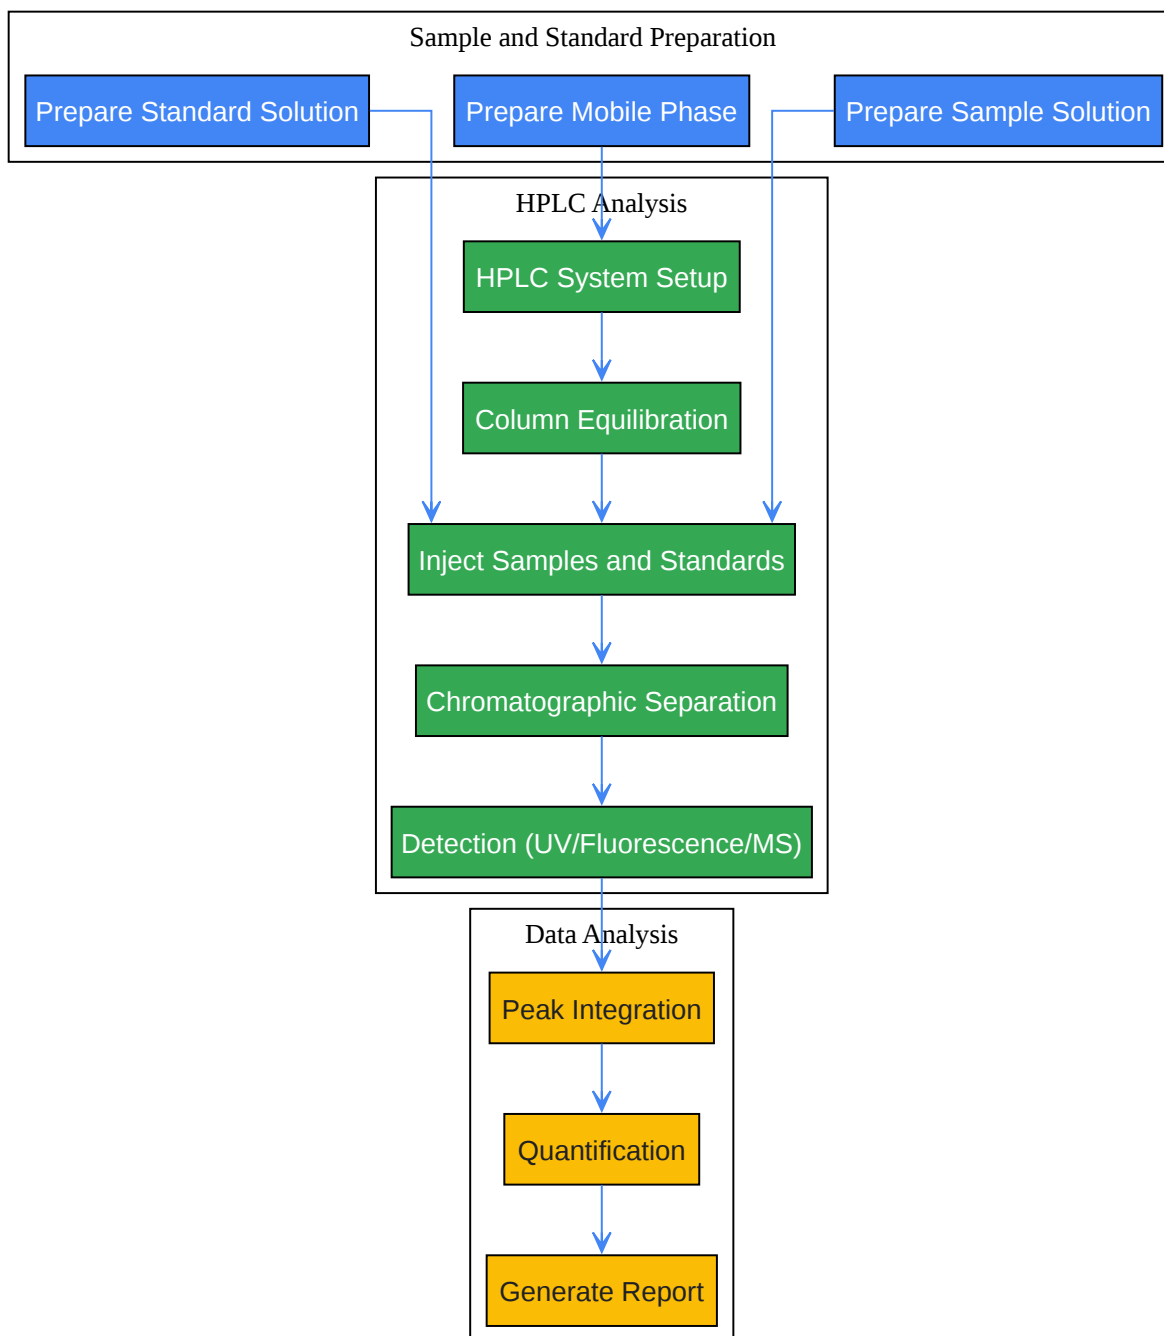 Sample and Standard Preparation
Prepare Standard Solution
Prepare Mobile Phase
Prepare Sample Solution
HPLC Analysis
HPLC System Setup
Column Equilibration
Inject Samples and Standards
Chromatographic Separation
Detection (UV/Fluorescence/MS)
Data Analysis
Peak Integration
Quantification
Generate Report